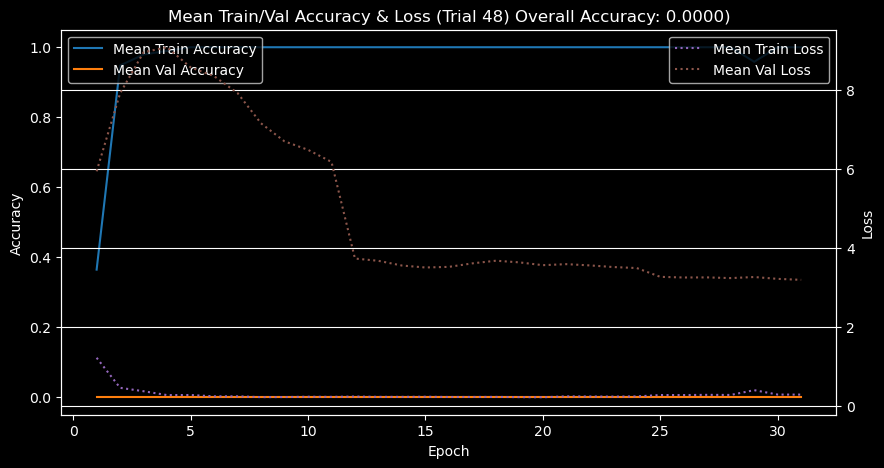 Mean Train/Val Accuracy & Loss (Trial 48) Overall Accuracy: 0.0000)
Mean Train Accuracy
Mean Val Accuracy
Mean Train Loss
Mean Val Loss
1.0
0.8
0.6
0.4
0.2
0.0
Accuracy
8
6
4
2
0
Loss
0
5
10
15
20
25
30
Epoch